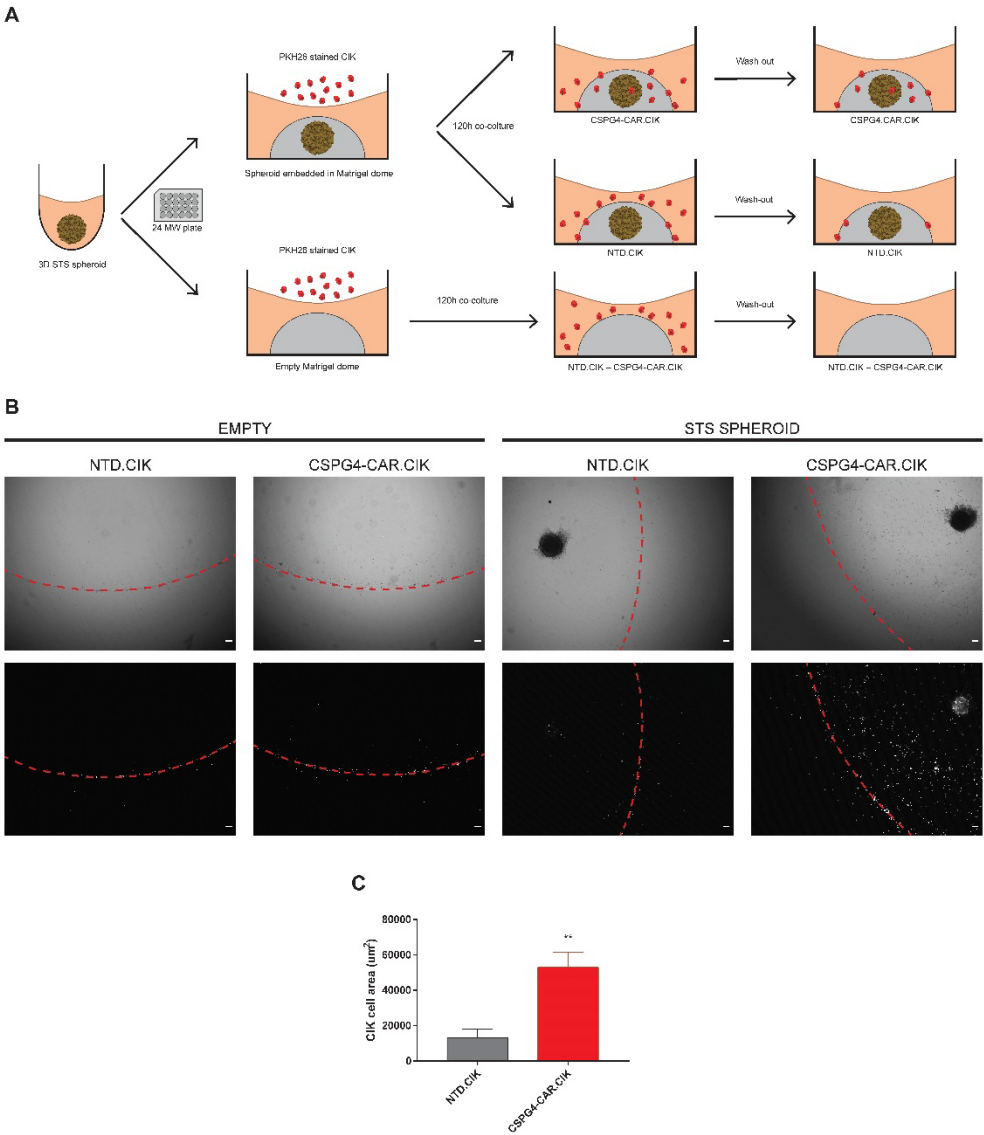 A
PKH26 stained CIK
Spheroid embedded in Matrigel dome
3D STS spheroid
24 MW plate
120h co-colture
CSPG4-CAR.CIK
Wash out
CSPG4.CAR.CIK
NTD.CIK
Wash-out
NTD.CIK
PKH26 stained CIK
Empty Matrigel dome
120h co-colture
NTD.CIK – CSPG4-CAR.CIK
Wash-out
NTD.CIK – CSPG4-CAR.CIK
B
EMPTY
STS SPHEROID
NTD.CIK
CSPG4-CAR.CIK
NTD.CIK
CSPG4-CAR.CIK
C
CIK cell area (um²)
80000
60000
40000
20000
0
**
NTD.CIK
CSPG4-CAR.CIK